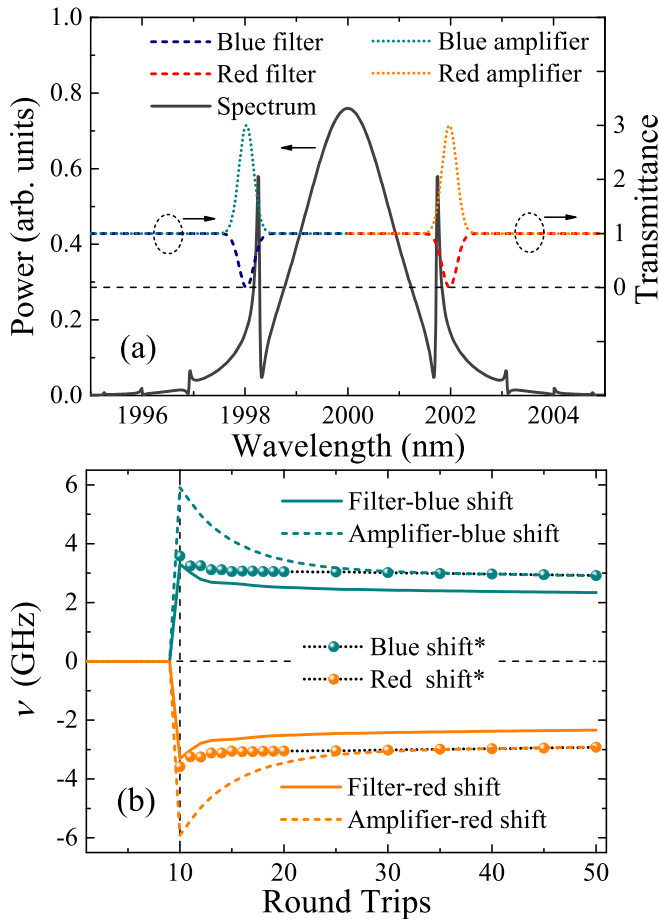 1.0
0.8
0.6
0.4
0.2
0.0
Power (arb. units)
Blue filter
Blue amplifier
Red filter
Red amplifier
Spectrum
3
2
1
0
Transmittance
(a)
1996 1998 2000 2002 2004
Wavelength (nm)
6
4
2
0
-2
-4
-6
ν (GHz)
Filter-blue shift
Amplifier-blue shift
Blue shift*
Red shift*
Filter-red shift
Amplifier-red shift
(b)
10 20 30 40 50
Round Trips